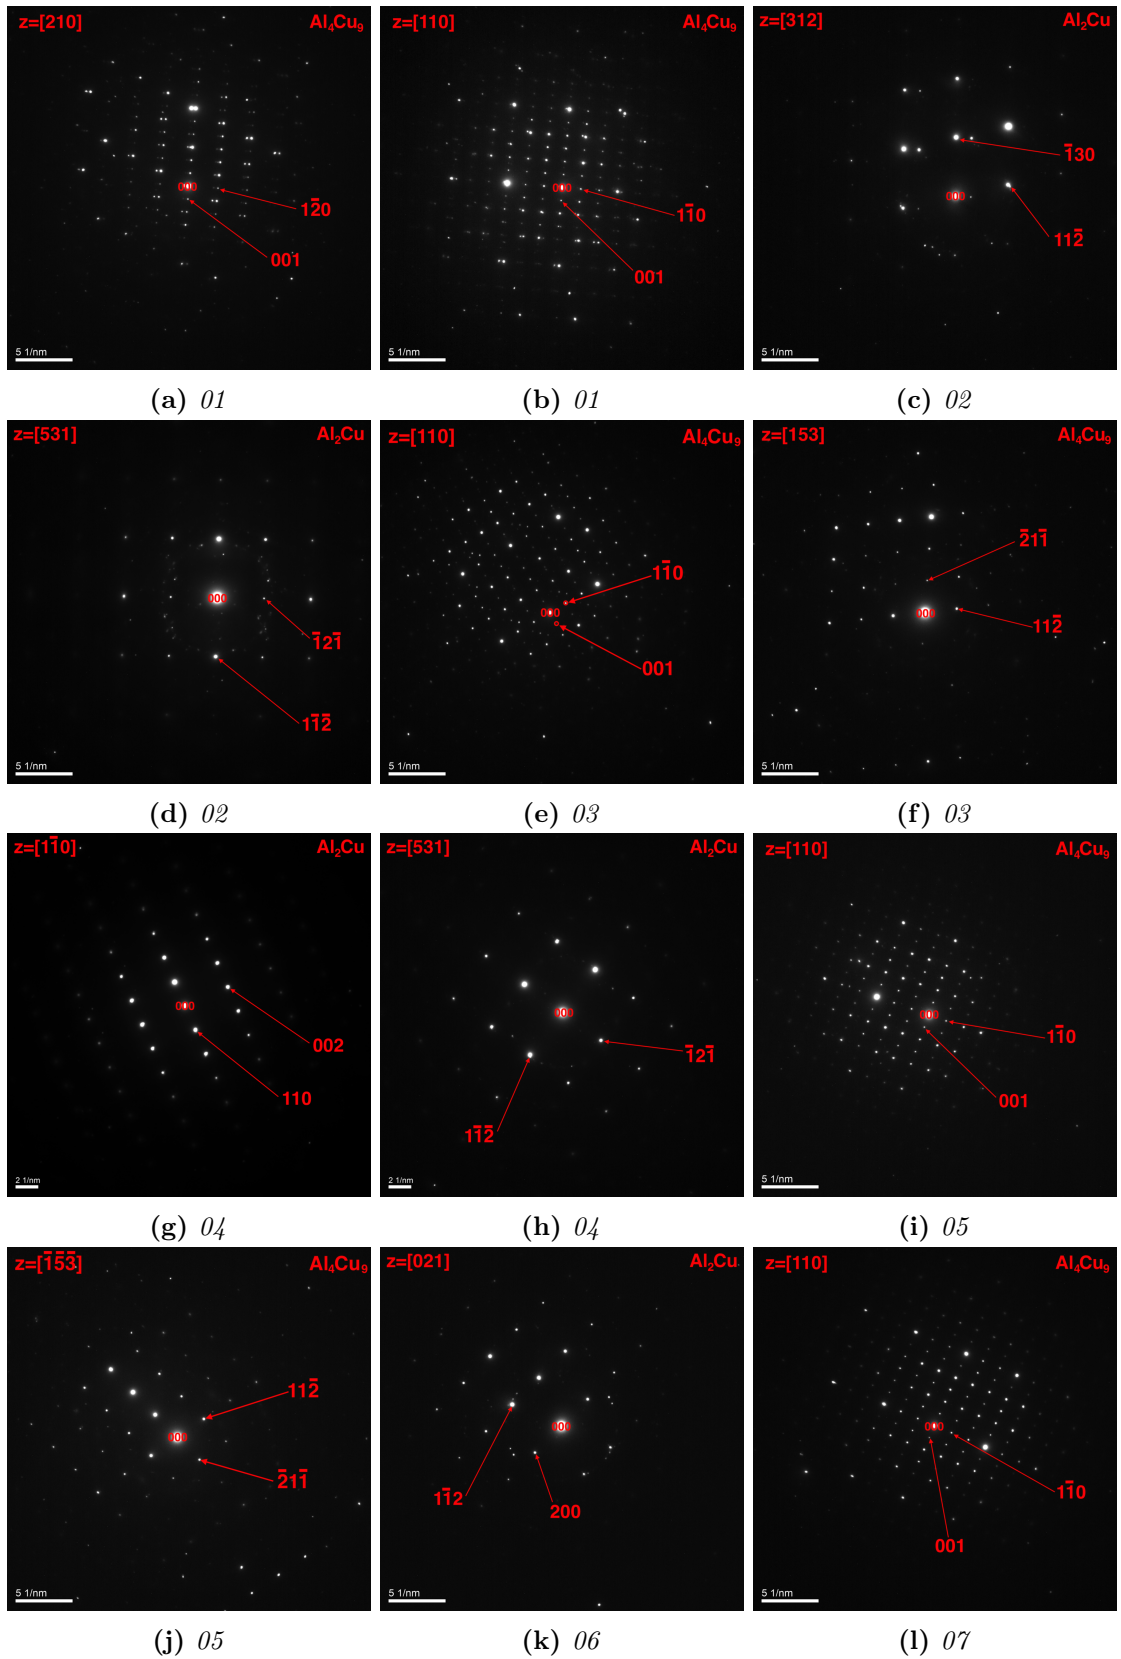 z=[210] Al₄Cu₉
000
1̄2̄0
001
5 1/nm
(a) 01
z=[110] Al₄Cu₉
000
11̄0
001
5 1/nm
(b) 01
z=[312] Al₂Cu
1̄30
000
112̄
5 1/nm
(c) 02
z=[531] Al₂Cu
000
1̄21̄
11̄2̄
5 1/nm
(d) 02
z=[110] Al₄Cu₉
11̄0
000
001
5 1/nm
(e) 03
z=[153] Al₄Cu₉
2̄11̄
000
112̄
5 1/nm
(f) 03
z=[11̄0] Al₂Cu
000
002
110
2 1/nm
(g) 04
z=[531] Al₂Cu
000
1̄21̄
11̄2̄
2 1/nm
(h) 04
z=[110] Al₄Cu₉
000
11̄0
001
5 1/nm
(i) 05
z=[1̄5̄3̄] Al₄Cu₉
112̄
000
2̄11̄
5 1/nm
(j) 05
z=[021] Al₂Cu
000
11̄2
200
5 1/nm
(k) 06
z=[110] Al₄Cu₉
000
11̄0
001
5 1/nm
(l) 07